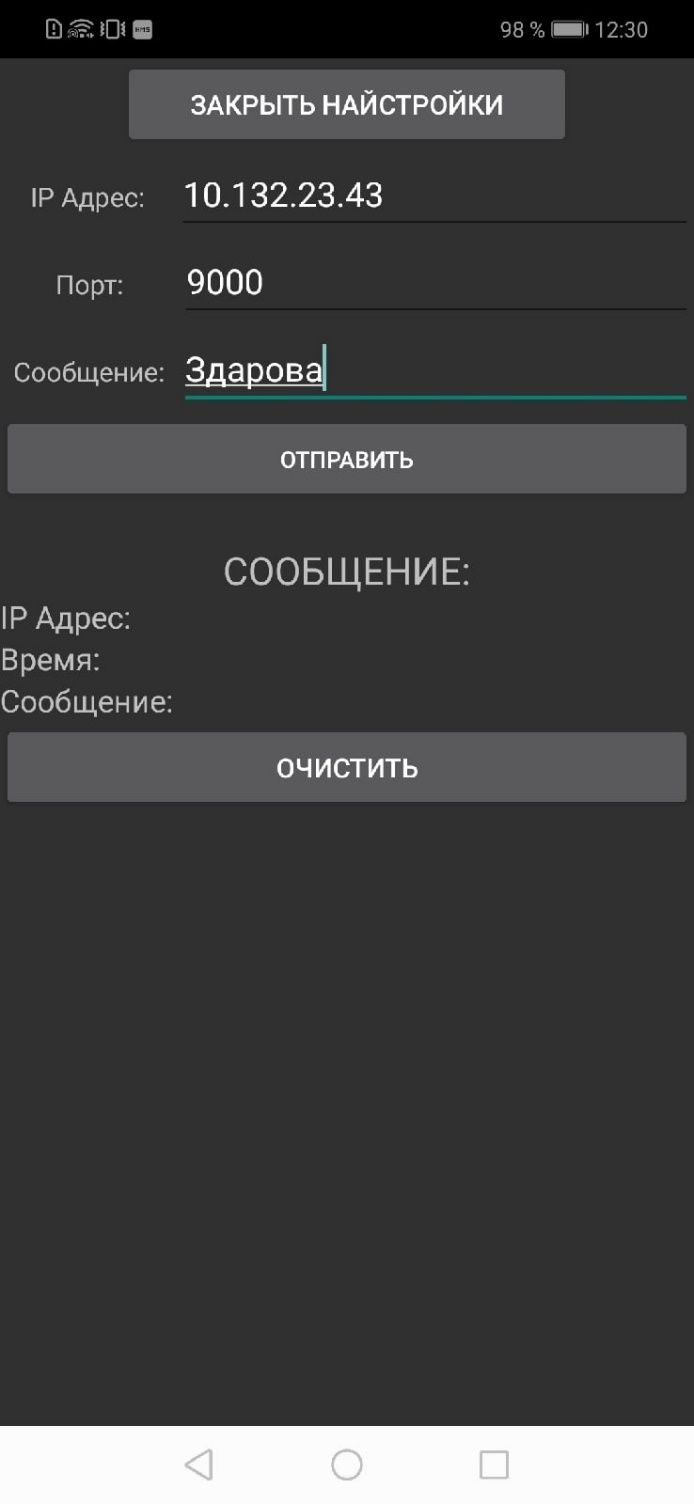 98 % 12:30
ЗАКРЫТЬ НАЙСТРОЙКИ
IP Адрес: 10.132.23.43
Порт: 9000
Сообщение: Здарова
ОТПРАВИТЬ
СООБЩЕНИЕ:
IP Адрес:
Время:
Сообщение:
ОЧИСТИТЬ